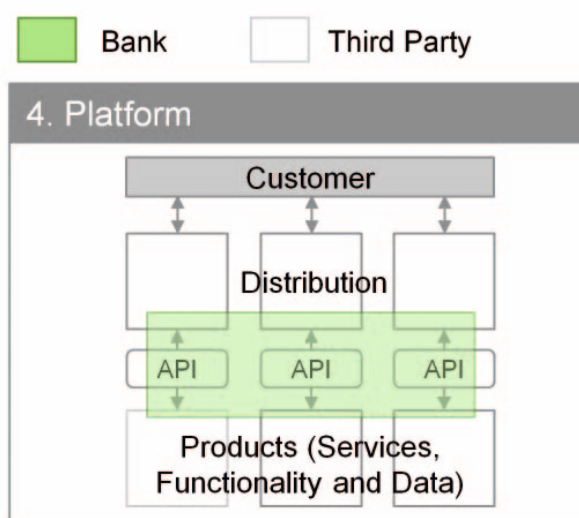 Bank
Third Party
4. Platform
Customer
Distribution
API
API
API
Products (Services,
Functionality and Data)